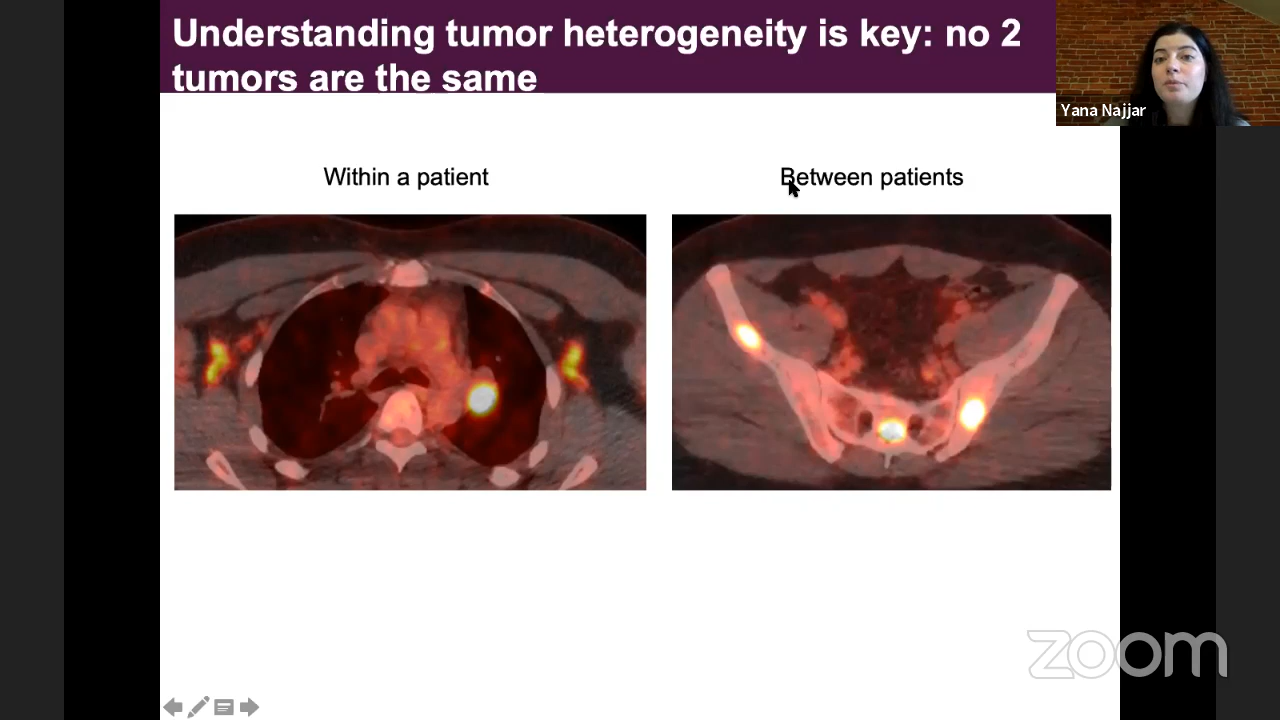 Understanding tumor heterogeneity is key: no 2
tumors are the same
Yana Najjar
Within a patient
Between patients
zoom